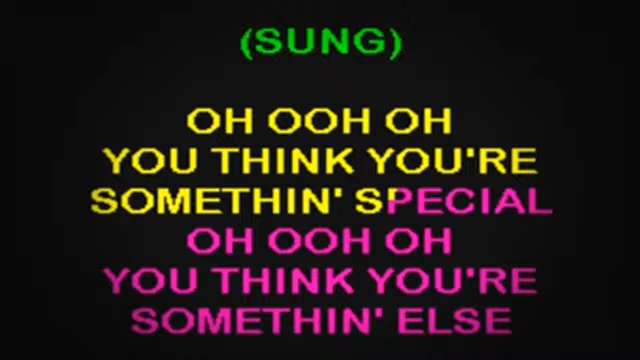 (SUNG)
OH OOH OH
YOU THINK YOU'RE
SOMETHIN' SPECIAL
OH OOH OH
YOU THINK YOU'RE
SOMETHIN' ELSE